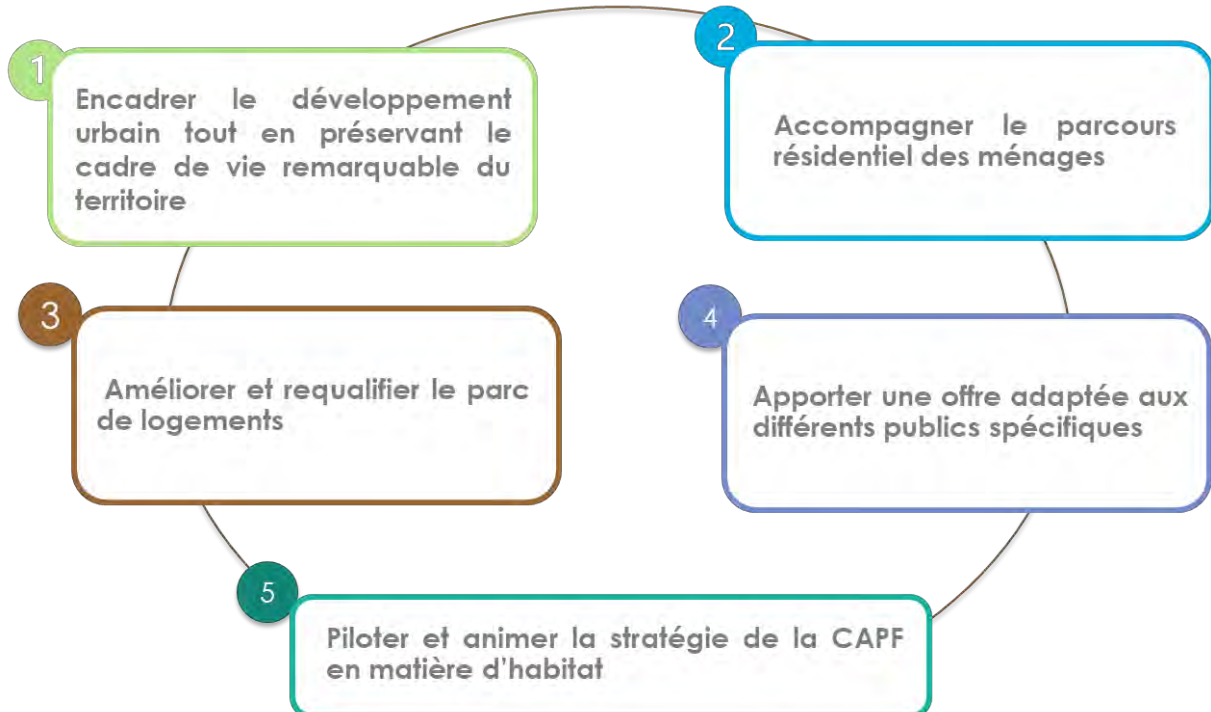 1
Encadrer le développement
urbain tout en préservant le
cadre de vie remarquable du
territoire
2
Accompagner le parcours
résidentiel des ménages
3
Améliorer et requalifier le parc
de logements
4
Apporter une offre adaptée aux
différents publics spécifiques
5
Piloter et animer la stratégie de la CAPF
en matière d'habitat